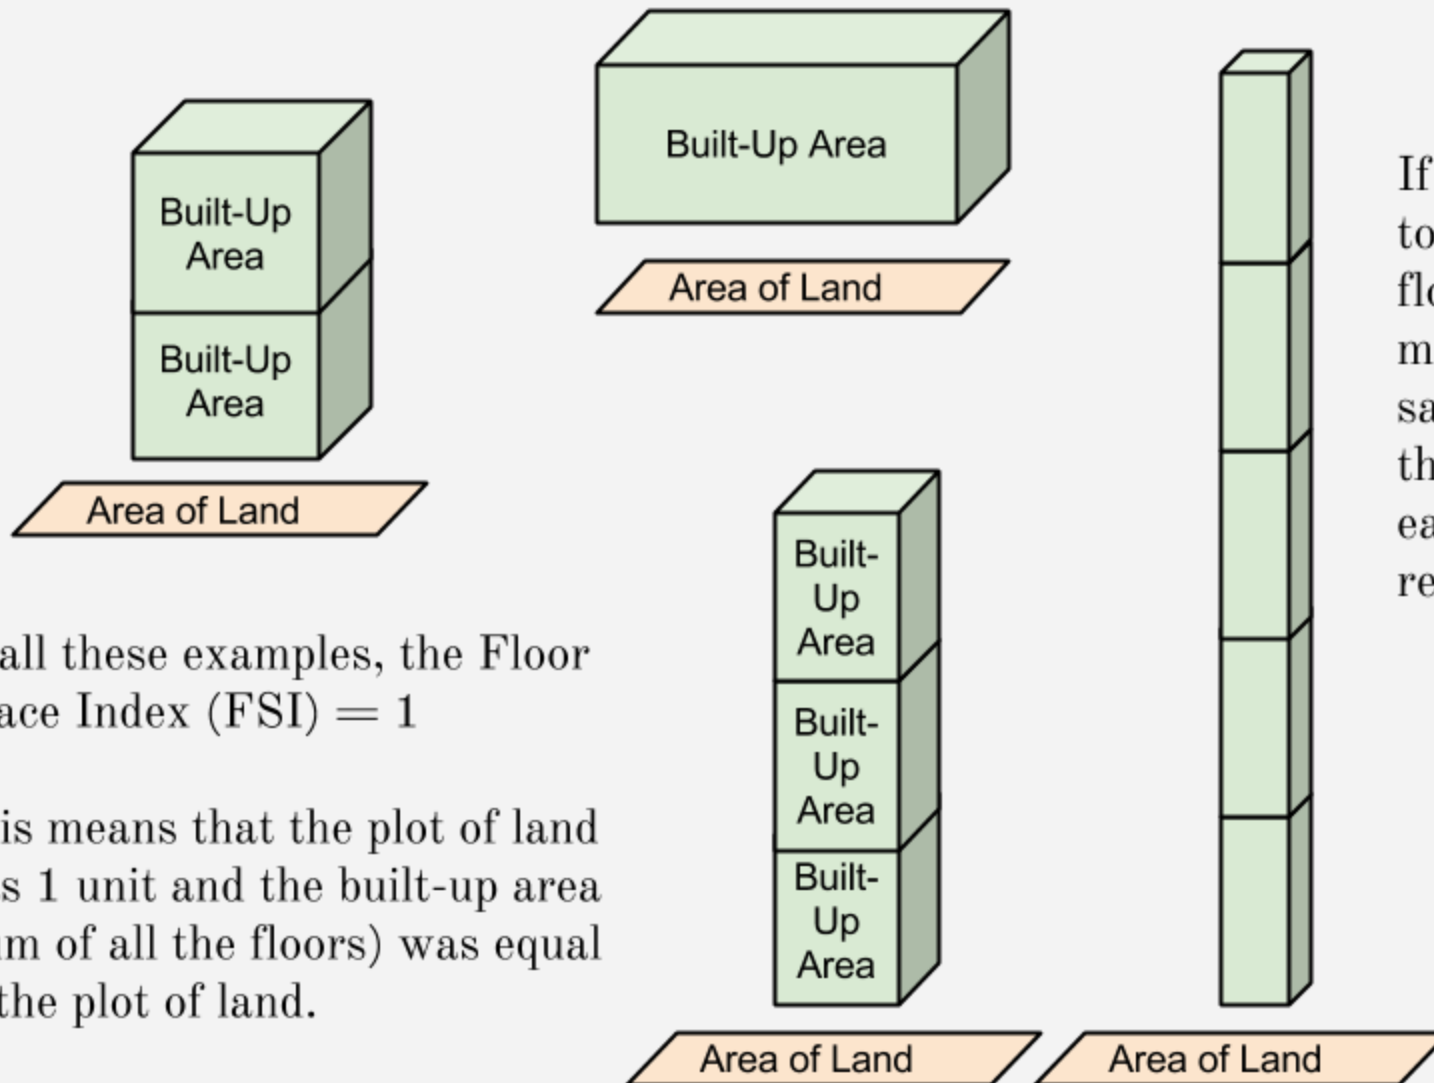 Built-Up
Area
Built-Up
Area
Area of Land
Built-Up Area
Area of Land
Built-
Up
Area
Built-
Up
Area
Built-
Up
Area
Area of Land
Area of Land
all these examples, the Floor
ace Index (FSI) = 1
is means that the plot of land
s 1 unit and the built-up area
m of all the floors) was equal
the plot of land.
If
to
flo
m
sa
th
ea
re